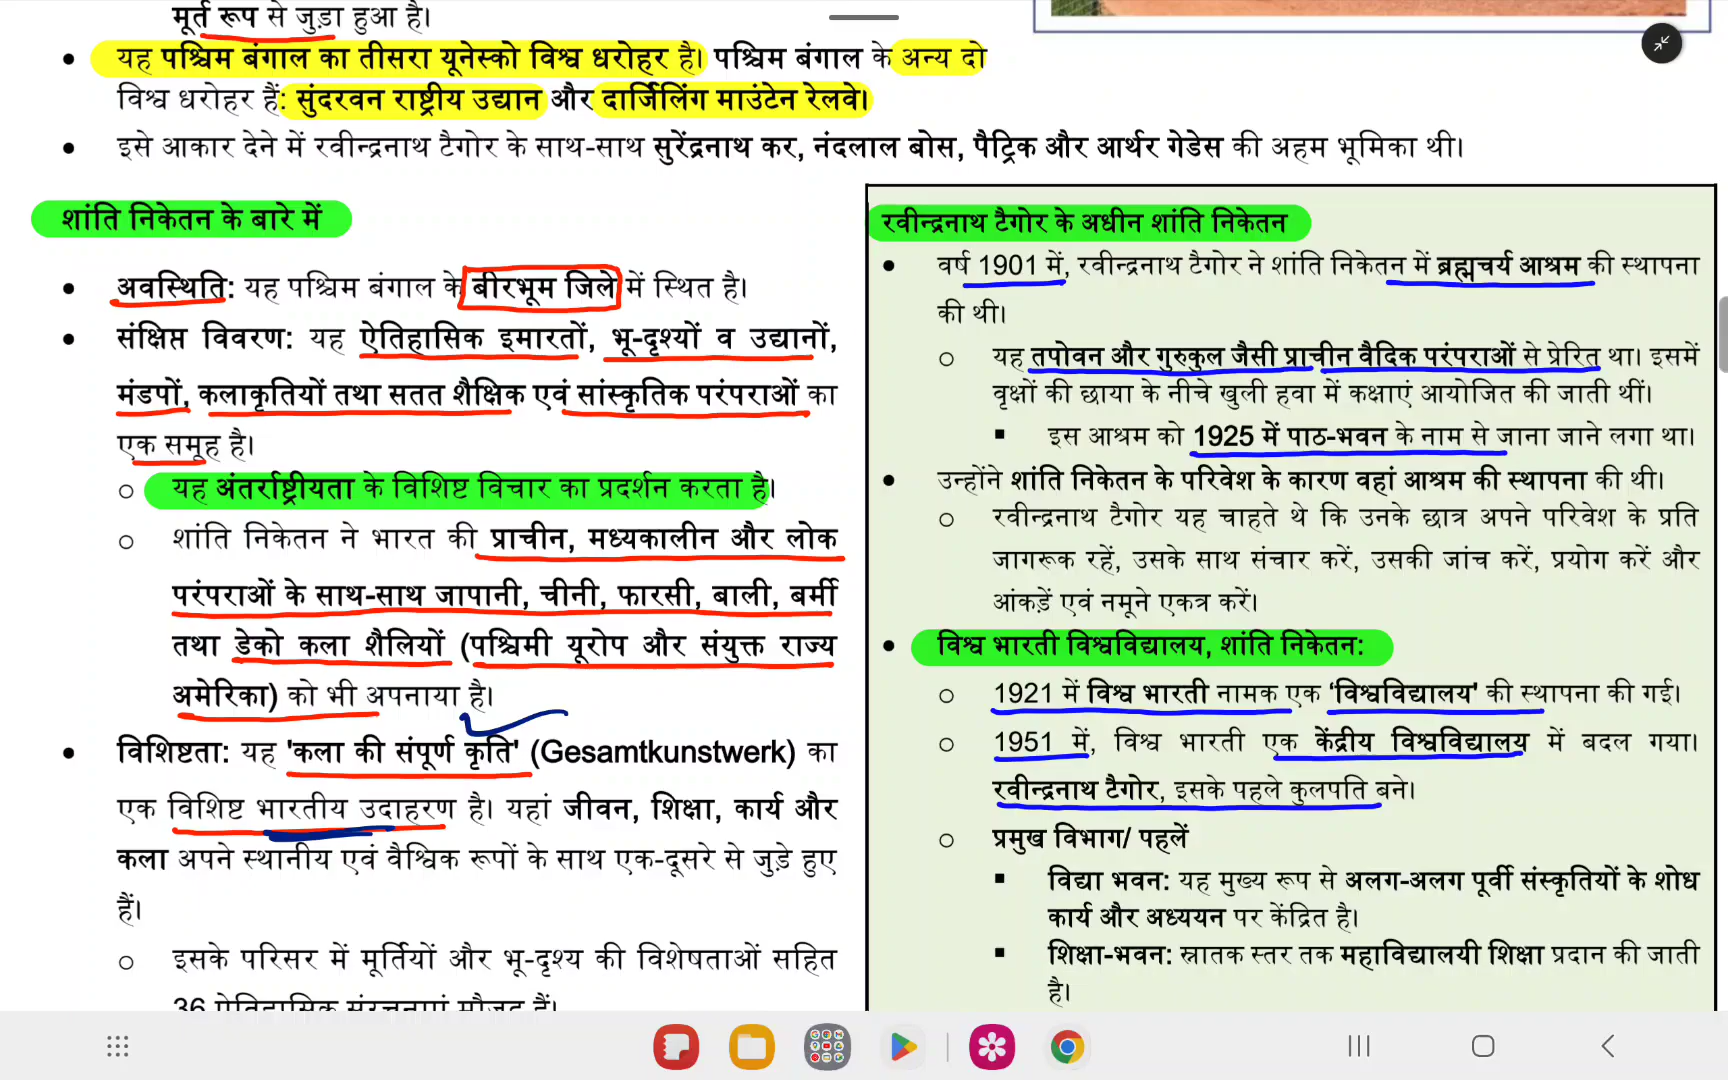 मूर्त रूप से जुड़ा हुआ है।
• यह पश्चिम बंगाल का तीसरा यूनेस्को विश्व धरोहर है। पश्चिम बंगाल के अन्य दो
विश्व धरोहर हैं: सुंदरवन राष्ट्रीय उद्यान और दार्जिलिंग माउंटेन रेलवे।
• इसे आकार देने में रवीन्द्रनाथ टैगोर के साथ-साथ सुरेंद्रनाथ कर, नंदलाल बोस, पैट्रिक और आर्थर गेडेस की अहम भूमिका थी।
शांति निकेतन के बारे में
• अवस्थिति: यह पश्चिम बंगाल के बीरभूम जिले में स्थित है।
• संक्षिप्त विवरण: यह ऐतिहासिक इमारतों, भू-दृश्यों व उद्यानों,
मंडपों, कलाकृतियों तथा सतत शैक्षिक एवं सांस्कृतिक परंपराओं का
एक समूह है।
○ यह अंतर्राष्ट्रीयता के विशिष्ट विचार का प्रदर्शन करता है।
○ शांति निकेतन ने भारत की प्राचीन, मध्यकालीन और लोक
परंपराओं के साथ-साथ जापानी, चीनी, फारसी, बाली, बर्मी
तथा डेको कला शैलियों (पश्चिमी यूरोप और संयुक्त राज्य
अमेरिका) को भी अपनाया है।
• विशिष्टता: यह 'कला की संपूर्ण कृति' (Gesamtkunstwerk) का
एक विशिष्ट भारतीय उदाहरण है। यहां जीवन, शिक्षा, कार्य और
कला अपने स्थानीय एवं वैश्विक रूपों के साथ एक-दूसरे से जुड़े हुए
हैं।
○ इसके परिसर में मूर्तियों और भू-दृश्य की विशेषताओं सहित
36 ऐतिहासिक संरचनाएं मौजूद हैं।
रवीन्द्रनाथ टैगोर के अधीन शांति निकेतन
• वर्ष 1901 में, रवीन्द्रनाथ टैगोर ने शांति निकेतन में ब्रह्मचर्य आश्रम की स्थापना
की थी।
○ यह तपोवन और गुरुकुल जैसी प्राचीन वैदिक परंपराओं से प्रेरित था। इसमें
वृक्षों की छाया के नीचे खुली हवा में कक्षाएं आयोजित की जाती थीं।
▪ इस आश्रम को 1925 में पाठ-भवन के नाम से जाना जाने लगा था।
• उन्होंने शांति निकेतन के परिवेश के कारण वहां आश्रम की स्थापना की थी।
○ रवीन्द्रनाथ टैगोर यह चाहते थे कि उनके छात्र अपने परिवेश के प्रति
जागरूक रहें, उसके साथ संचार करें, उसकी जांच करें, प्रयोग करें और
आंकड़ें एवं नमूने एकत्र करें।
• विश्व भारती विश्वविद्यालय, शांति निकेतन:
○ 1921 में विश्व भारती नामक एक 'विश्वविद्यालय' की स्थापना की गई।
○ 1951 में, विश्व भारती एक केंद्रीय विश्वविद्यालय में बदल गया।
रवीन्द्रनाथ टैगोर, इसके पहले कुलपति बने।
○ प्रमुख विभाग/ पहलें
▪ विद्या भवन: यह मुख्य रूप से अलग-अलग पूर्वी संस्कृतियों के शोध
कार्य और अध्ययन पर केंद्रित है।
▪ शिक्षा-भवन: स्नातक स्तर तक महाविद्यालयी शिक्षा प्रदान की जाती
है।